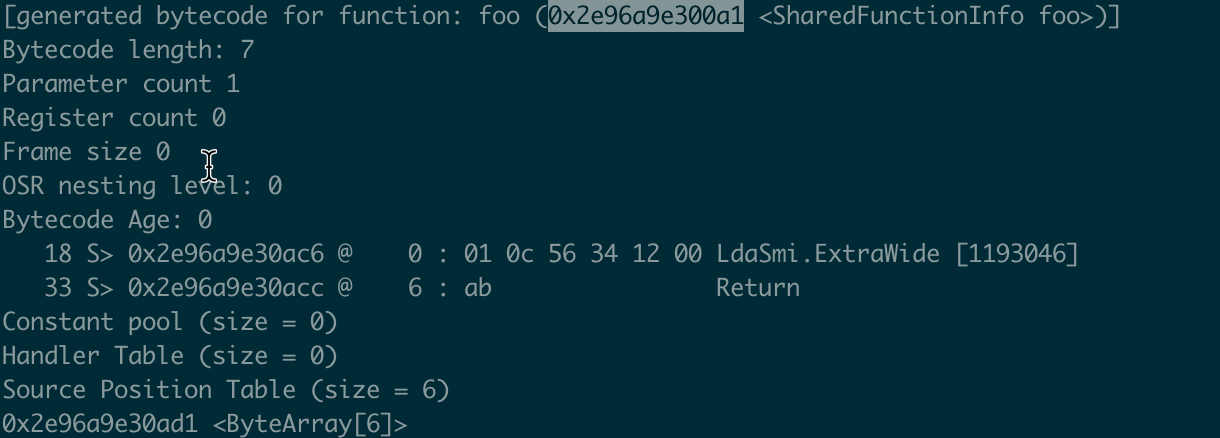 [generated bytecode for function: foo (0x2e96a9e300a1 <SharedFunctionInfo foo>)]
Bytecode length: 7
Parameter count 1
Register count 0
Frame size 0
OSR nesting level: 0
Bytecode Age: 0
   18 S> 0x2e96a9e30ac6 @    0 : 01 0c 56 34 12 00 LdaSmi.ExtraWide [1193046]
   33 S> 0x2e96a9e30acc @    6 : ab                Return
Constant pool (size = 0)
Handler Table (size = 0)
Source Position Table (size = 6)
0x2e96a9e30ad1 <ByteArray[6]>